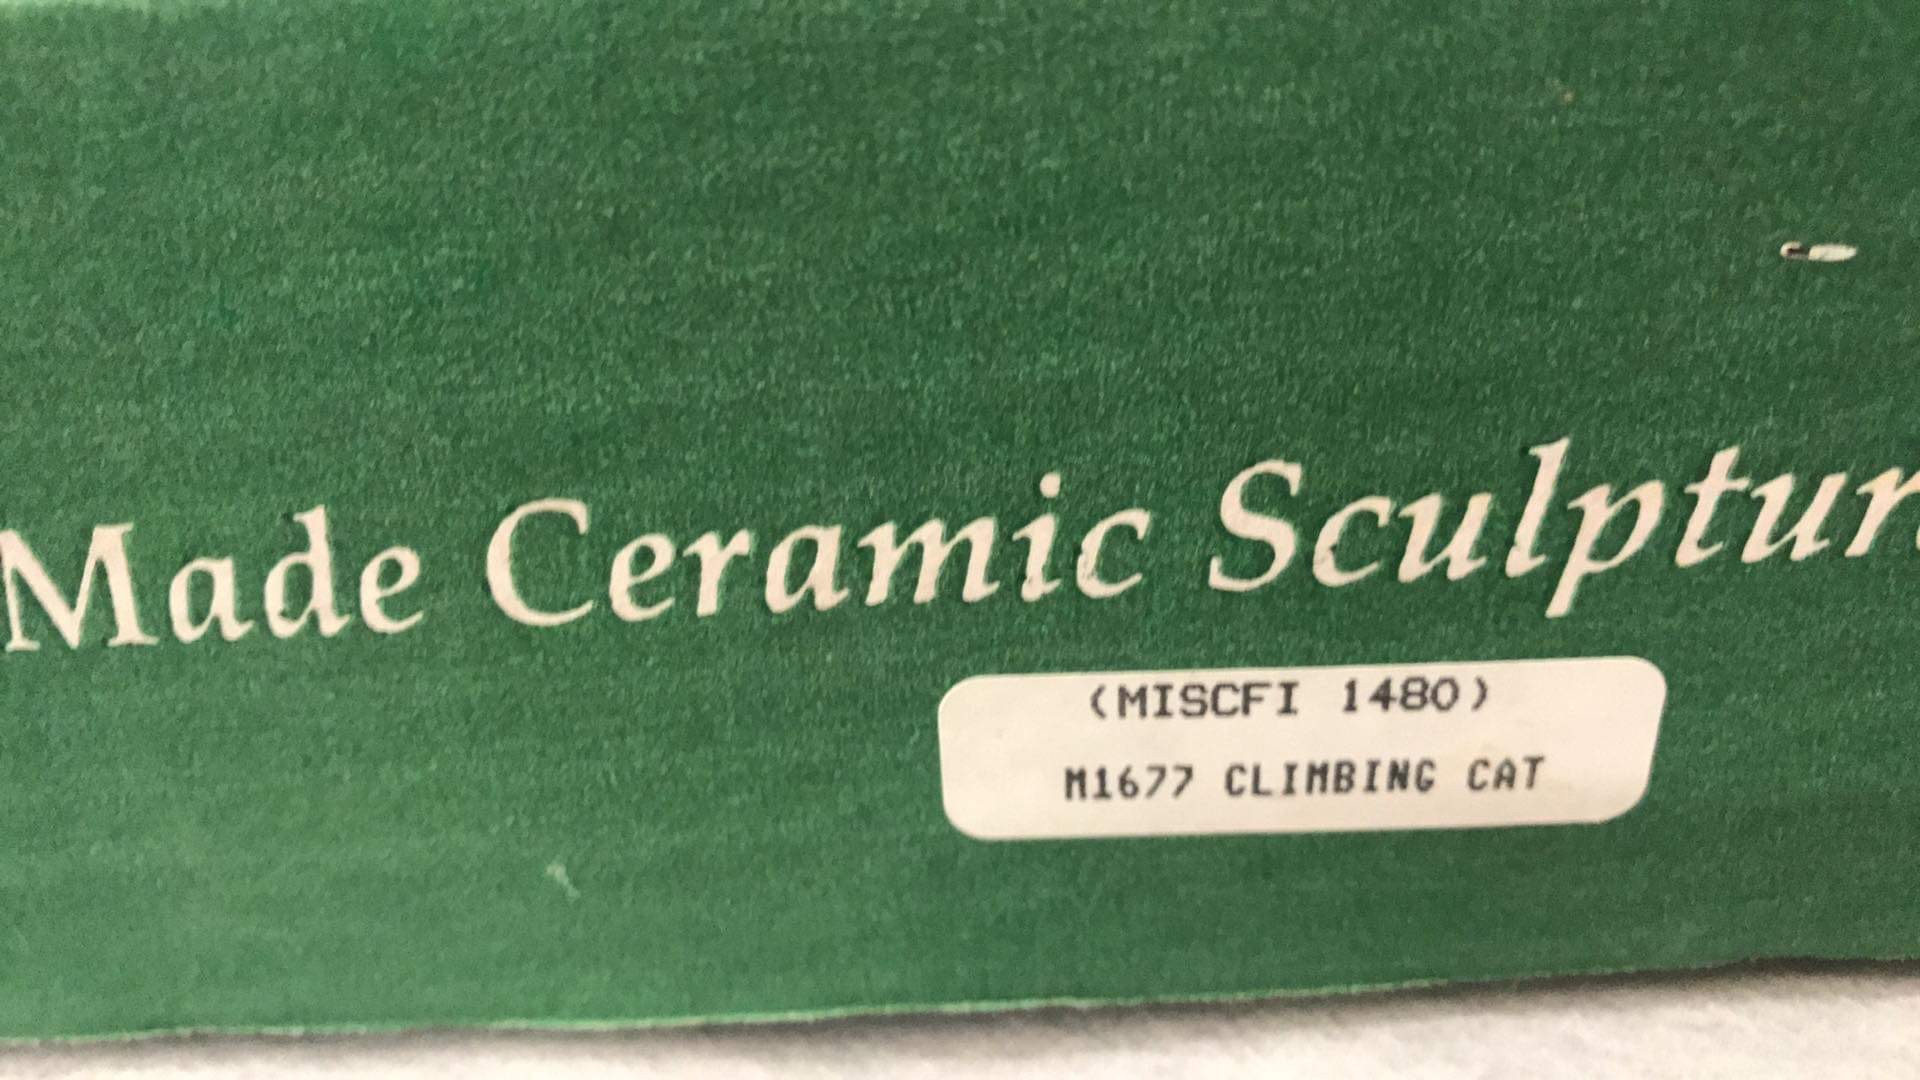 Made Ceramic Sculptur
(MISCFI 1480)
M1677 CLIMBING CAT